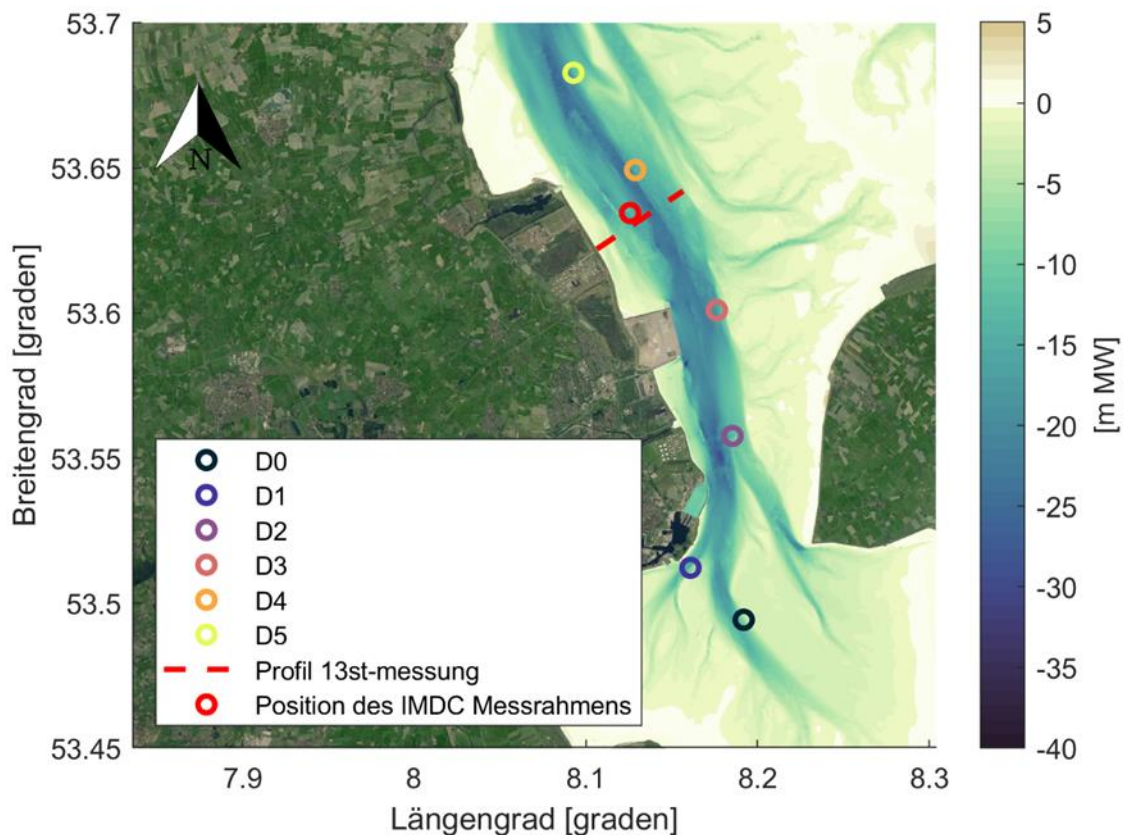 53.7
53.65
53.6
53.55
53.5
53.45
Breitengrad [graden]
N
D0
D1
D2
D3
D4
D5
Profil 13st-messung
Position des IMDC Messrahmens
7.9
8
8.1
8.2
8.3
Längengrad [graden]
5
0
-5
-10
-15
-20
-25
-30
-35
-40
[m MW]